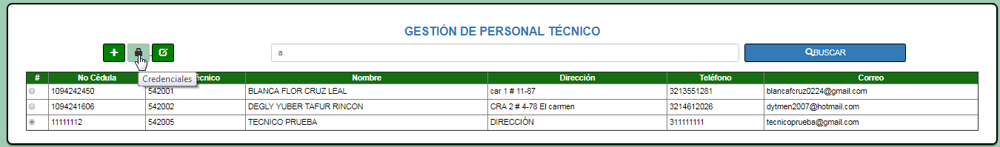 GESTIÓN DE PERSONAL TÉCNICO
a BUSCAR
Credenciales
# No Cédula écnico Nombre Dirección Teléfono Correo
1094242450 542001 BLANCA FLOR CRUZ LEAL car 1 # 11-87 3213551281 blancafcruz0224@gmail.com
1094241606 542002 DEGLY YUBER TAFUR RINCON CRA 2 # 4-78 El carmen 3214612026 dytmen2007@hotmail.com
11111112 542005 TECNICO PRUEBA DIRECCIÓN 311111111 tecnicoprueba@gmail.com